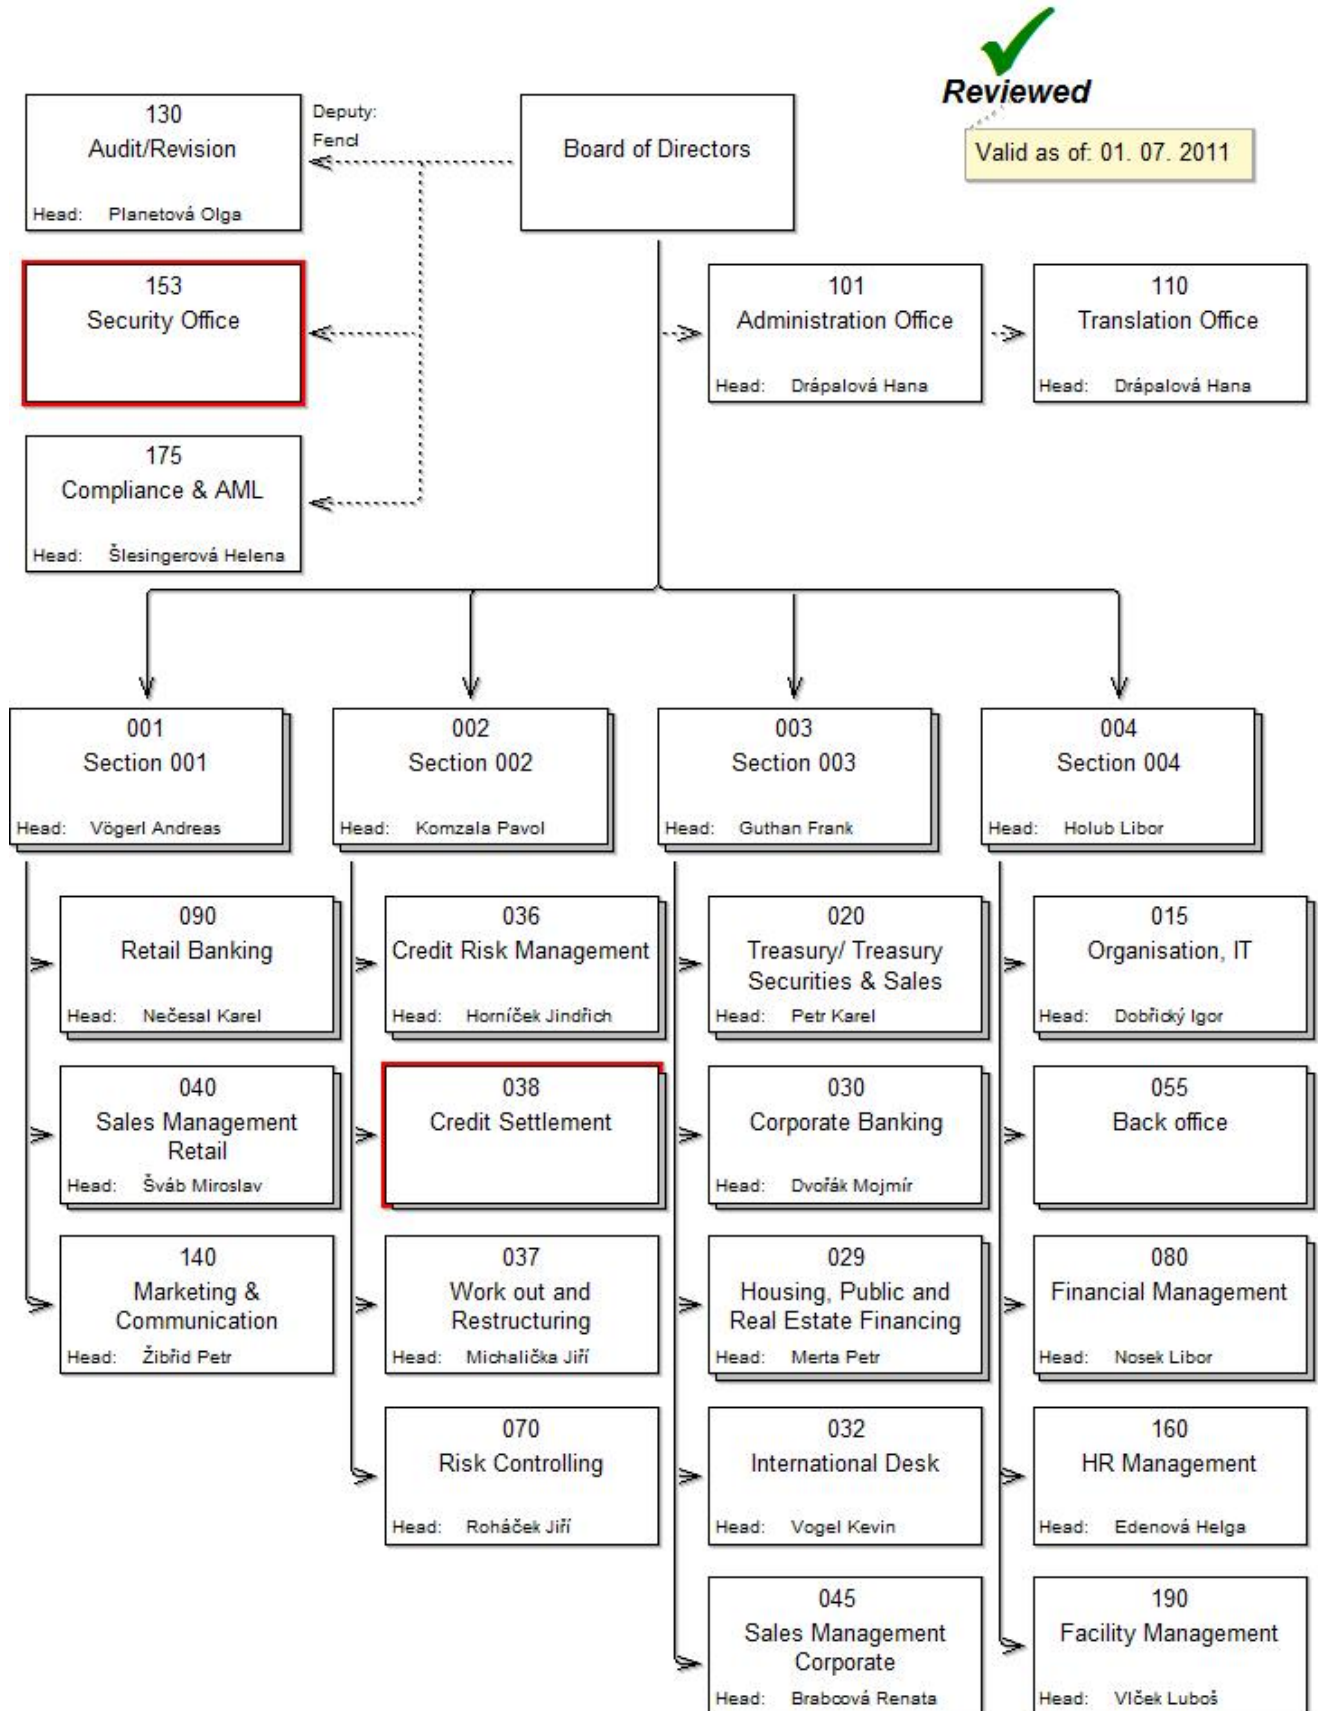 Reviewed
Valid as of: 01. 07. 2011
130
Audit/Revision
Head: Planetová Olga
Deputy:
Fencl
Board of Directors
153
Security Office
101
Administration Office
Head: Drápalová Hana
110
Translation Office
Head: Drápalová Hana
175
Compliance & AML
Head: Šlesingerová Helena
001
Section 001
Head: Vögerl Andreas
002
Section 002
Head: Komzala Pavol
003
Section 003
Head: Guthan Frank
004
Section 004
Head: Holub Libor
090
Retail Banking
Head: Nečesal Karel
036
Credit Risk Management
Head: Horníček Jindřich
020
Treasury/ Treasury
Securities & Sales
Head: Petr Karel
015
Organisation, IT
Head: Dobřický Igor
040
Sales Management
Retail
Head: Šváb Miroslav
038
Credit Settlement
030
Corporate Banking
Head: Dvořák Mojmír
055
Back office
140
Marketing &
Communication
Head: Žibřid Petr
037
Work out and
Restructuring
Head: Michalička Jiří
029
Housing, Public and
Real Estate Financing
Head: Merta Petr
080
Financial Management
Head: Nosek Libor
070
Risk Controlling
Head: Roháček Jiří
032
International Desk
Head: Vogel Kevin
160
HR Management
Head: Edenová Helga
045
Sales Management
Corporate
Head: Brabcová Renata
190
Facility Management
Head: Vlček Luboš